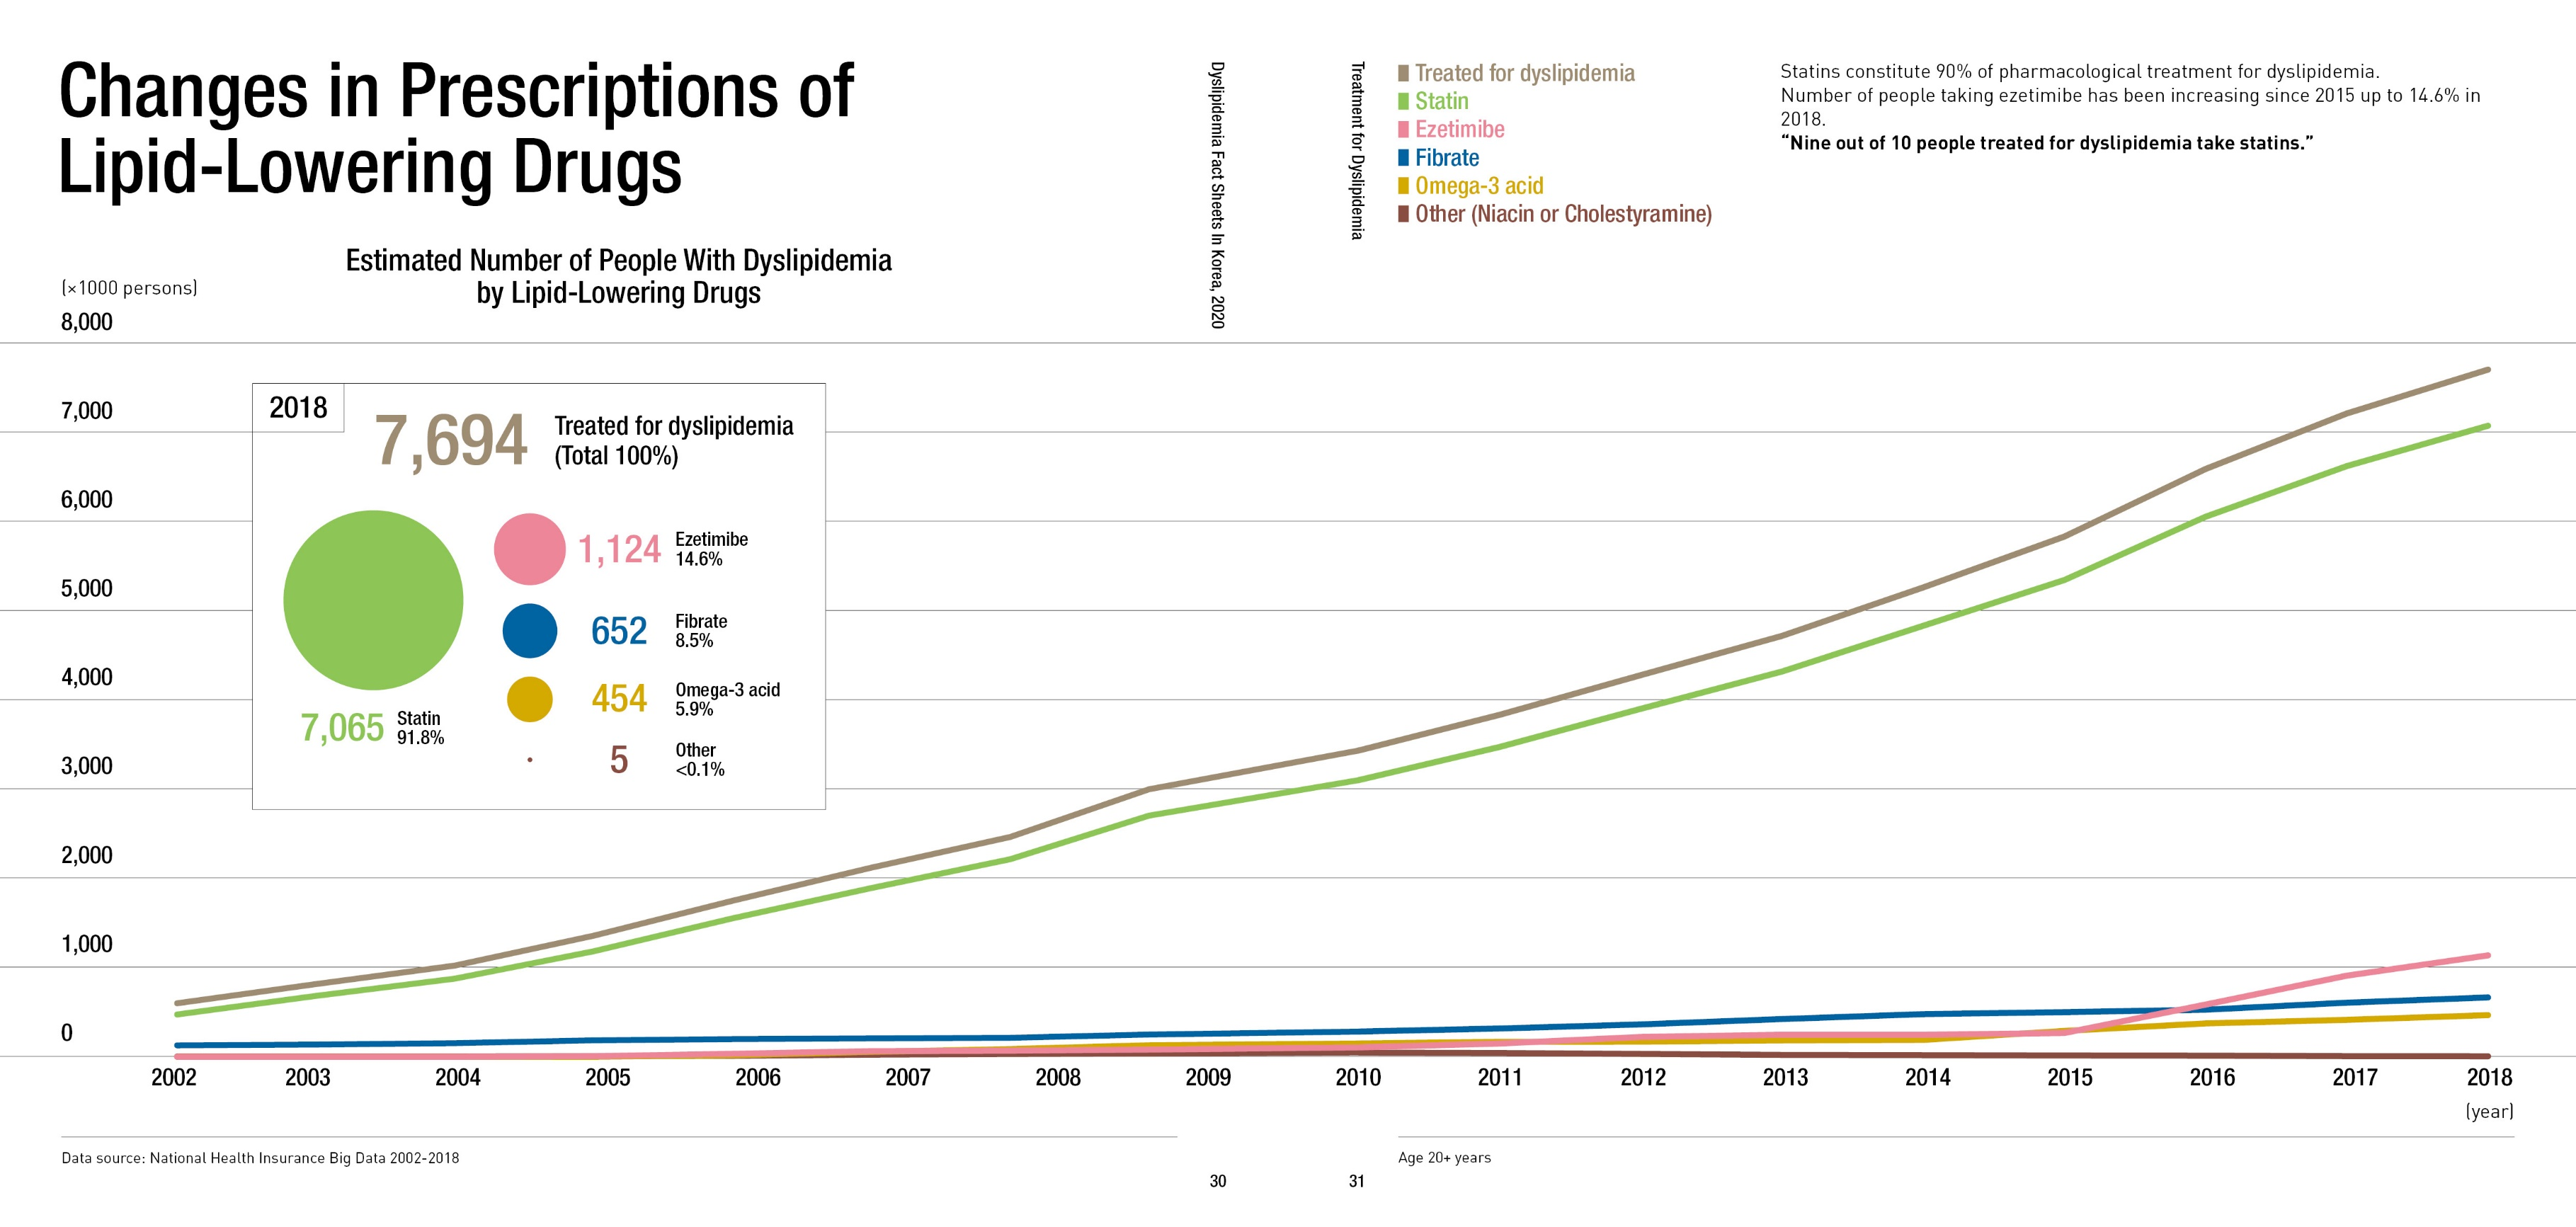 Changes in Prescriptions of
Lipid-Lowering Drugs
Dyslipidemia Fact Sheets In Korea, 2020
Treatment for Dyslipidemia
Treated for dyslipidemia
Statin
Ezetimibe
Fibrate
Omega-3 acid
Other (Niacin or Cholestyramine)
Statins constitute 90% of pharmacological treatment for dyslipidemia.
Number of people taking ezetimibe has been increasing since 2015 up to 14.6% in
2018.
“Nine out of 10 people treated for dyslipidemia take statins.”
Estimated Number of People With Dyslipidemia
by Lipid-Lowering Drugs
(×1000 persons)
8,000
7,000
6,000
5,000
4,000
3,000
2,000
1,000
0
2018
7,694
Treated for dyslipidemia
(Total 100%)
7,065
Statin
91.8%
1,124
Ezetimibe
14.6%
652
Fibrate
8.5%
454
Omega-3 acid
5.9%
5
Other
<0.1%
2002 2003 2004 2005 2006 2007 2008 2009 2010 2011 2012 2013 2014 2015 2016 2017 2018
(year)
Data source: National Health Insurance Big Data 2002-2018
Age 20+ years
30
31